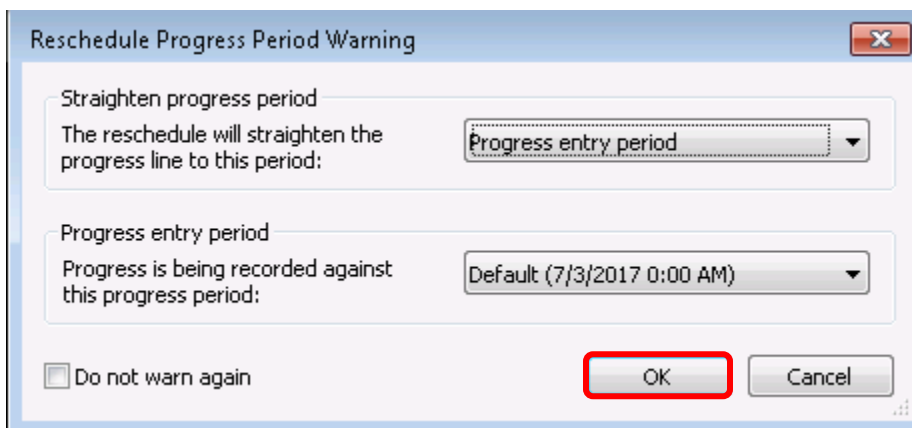 Reschedule Progress Period Warning
Straighten progress period
The reschedule will straighten the
progress line to this period:
Progress entry period
Progress entry period
Progress is being recorded against
this progress period:
Default (7/3/2017 0:00 AM)
Do not warn again
OK
Cancel